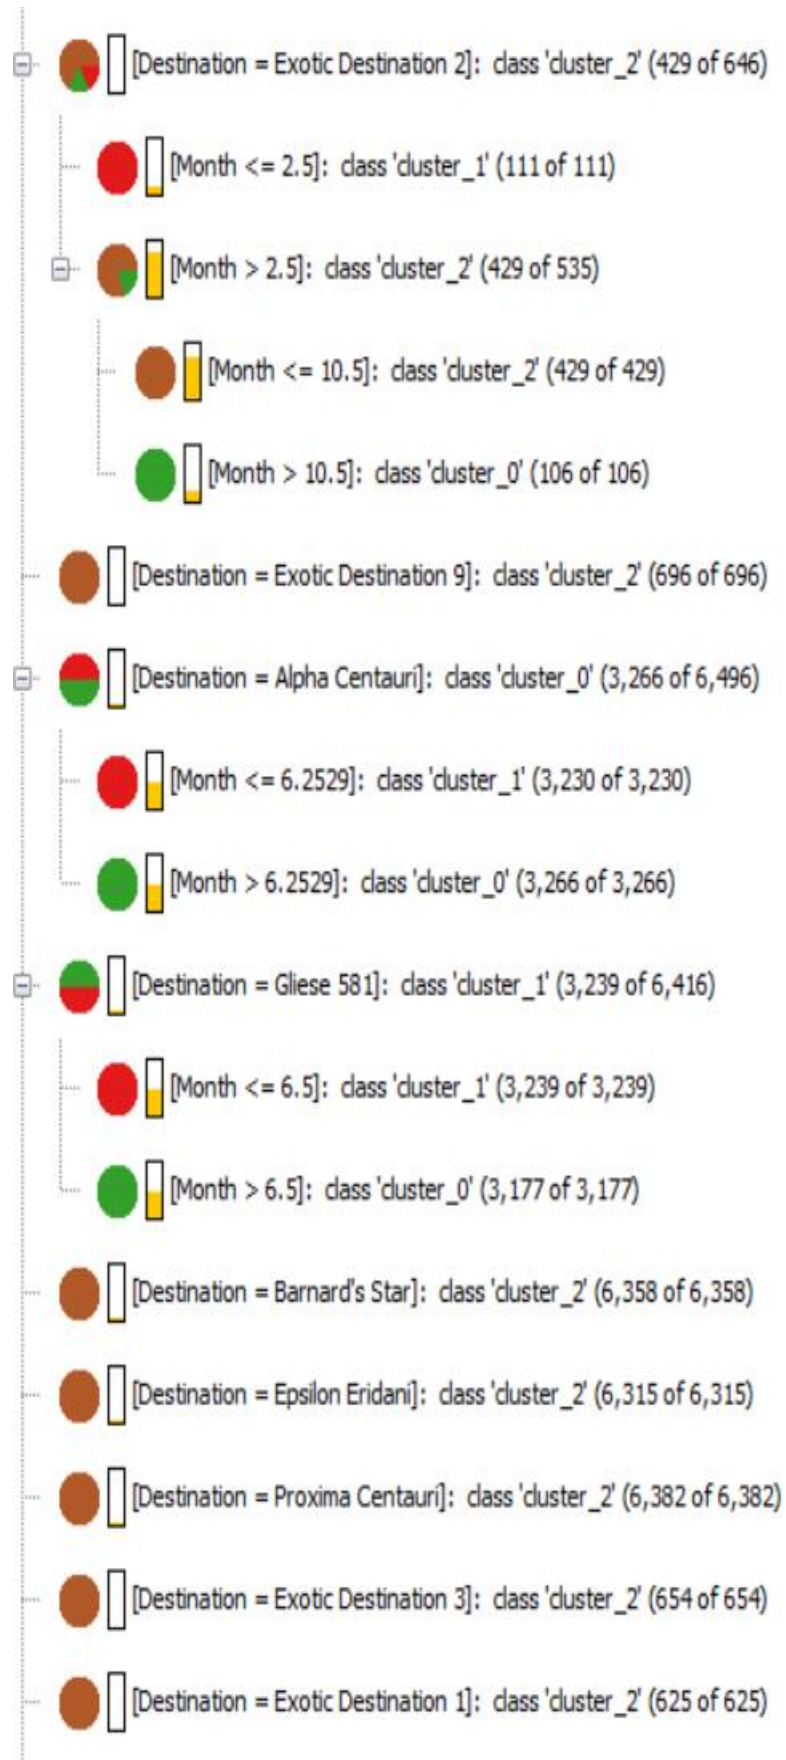 [Destination = Exotic Destination 2]: class 'cluster_2' (429 of 646)
[Month <= 2.5]: class 'cluster_1' (111 of 111)
[Month > 2.5]: class 'cluster_2' (429 of 535)
[Month <= 10.5]: class 'cluster_2' (429 of 429)
[Month > 10.5]: class 'cluster_0' (106 of 106)
[Destination = Exotic Destination 9]: class 'cluster_2' (696 of 696)
[Destination = Alpha Centauri]: class 'cluster_0' (3,266 of 6,496)
[Month <= 6.2529]: class 'cluster_1' (3,230 of 3,230)
[Month > 6.2529]: class 'cluster_0' (3,266 of 3,266)
[Destination = Gliese 581]: class 'cluster_1' (3,239 of 6,416)
[Month <= 6.5]: class 'cluster_1' (3,239 of 3,239)
[Month > 6.5]: class 'cluster_0' (3,177 of 3,177)
[Destination = Barnard's Star]: class 'cluster_2' (6,358 of 6,358)
[Destination = Epsilon Eridani]: class 'cluster_2' (6,315 of 6,315)
[Destination = Proxima Centauri]: class 'cluster_2' (6,382 of 6,382)
[Destination = Exotic Destination 3]: class 'cluster_2' (654 of 654)
[Destination = Exotic Destination 1]: class 'cluster_2' (625 of 625)